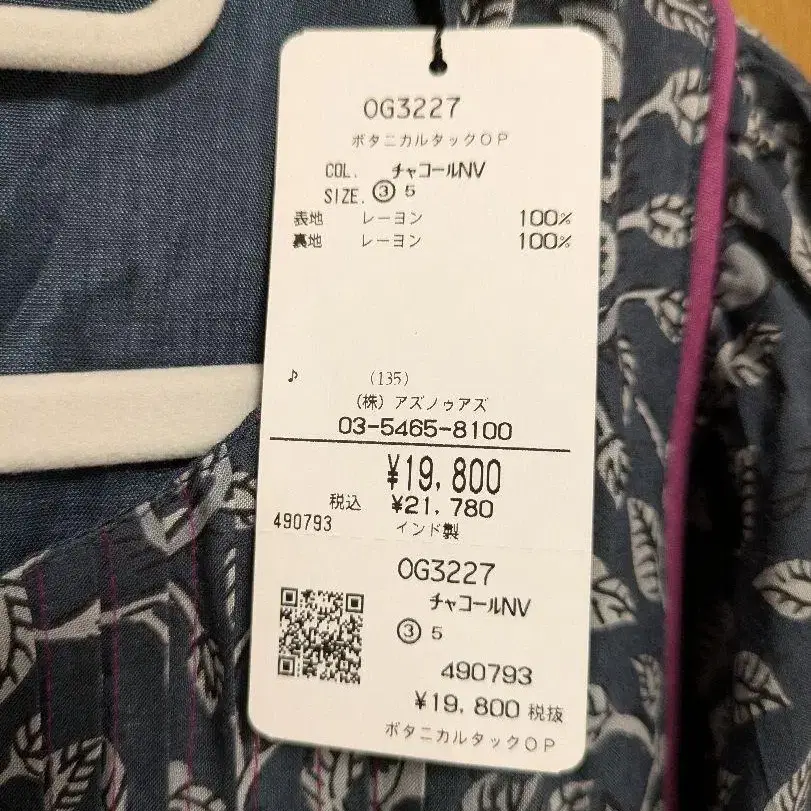 OG3227
ボタニカルタックOP
COL. チャコールNV
SIZE. ③ 5
表地 レーヨン 100%
裏地 レーヨン 100%
♪ (135)
(株) アズノゥアズ
03-5465-8100
¥19,800
税込 ¥21,780
490793 インド製
OG3227
チャコールNV
③ 5
490793
¥19,800 税抜
ボタニカルタックOP